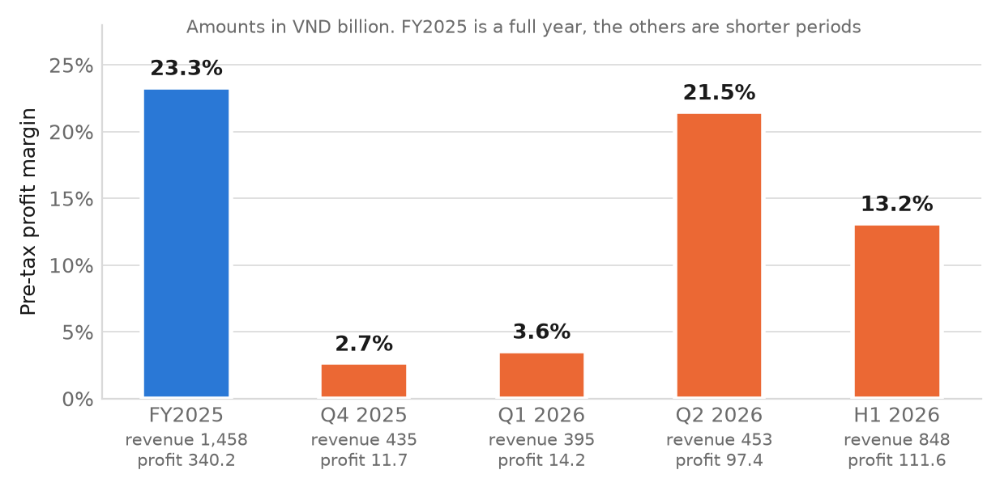 Amounts in VND billion. FY2025 is a full year, the others are shorter periods
Pre-tax profit margin
25%
20%
15%
10%
5%
0%
23.3%
2.7%
3.6%
21.5%
13.2%
FY2025
revenue 1,458
profit 340.2
Q4 2025
revenue 435
profit 11.7
Q1 2026
revenue 395
profit 14.2
Q2 2026
revenue 453
profit 97.4
H1 2026
revenue 848
profit 111.6